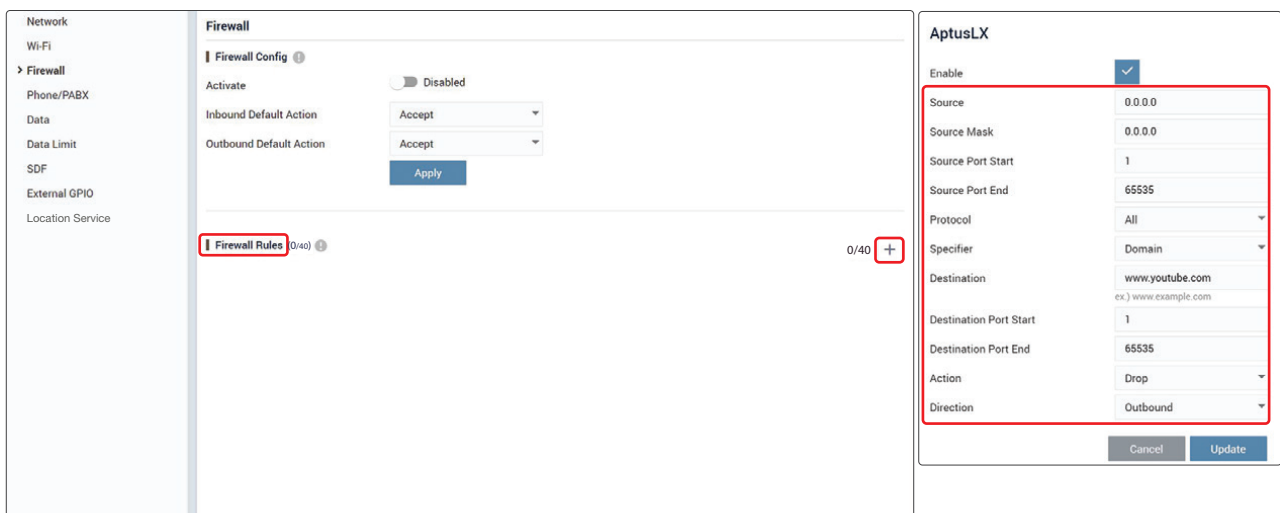 Network
Wi-Fi
Firewall
Phone/PABX
Data
Data Limit
SDF
External GPIO
Location Service
Firewall
Firewall Config
Activate Disabled
Inbound Default Action Accept
Outbound Default Action Accept
Apply
Firewall Rules (0/40) 0/40 +
AptusLX
Enable
Source 0.0.0.0
Source Mask 0.0.0.0
Source Port Start 1
Source Port End 65535
Protocol All
Specifier Domain
Destination www.youtube.com
ex.) www.example.com
Destination Port Start 1
Destination Port End 65535
Action Drop
Direction Outbound
Cancel Update